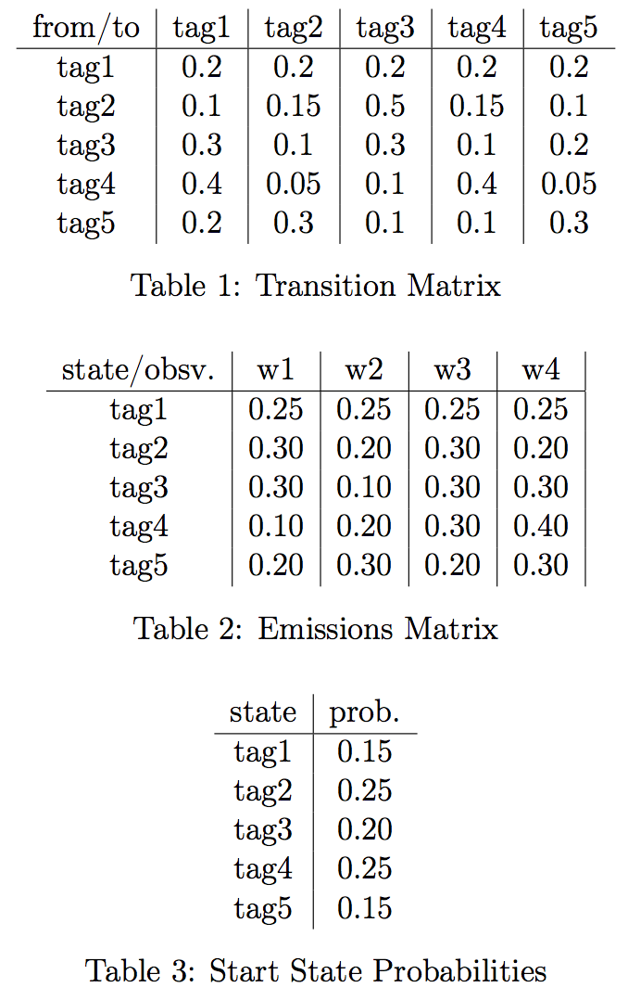 from/to tag1 tag2 tag3 tag4 tag5
tag1 0.2 0.2 0.2 0.2 0.2
tag2 0.1 0.15 0.5 0.15 0.1
tag3 0.3 0.1 0.3 0.1 0.2
tag4 0.4 0.05 0.1 0.4 0.05
tag5 0.2 0.3 0.1 0.1 0.3
Table 1: Transition Matrix
state/obsv. w1 w2 w3 w4
tag1 0.25 0.25 0.25 0.25
tag2 0.30 0.20 0.30 0.20
tag3 0.30 0.10 0.30 0.30
tag4 0.10 0.20 0.30 0.40
tag5 0.20 0.30 0.20 0.30
Table 2: Emissions Matrix
state prob.
tag1 0.15
tag2 0.25
tag3 0.20
tag4 0.25
tag5 0.15
Table 3: Start State Probabilities